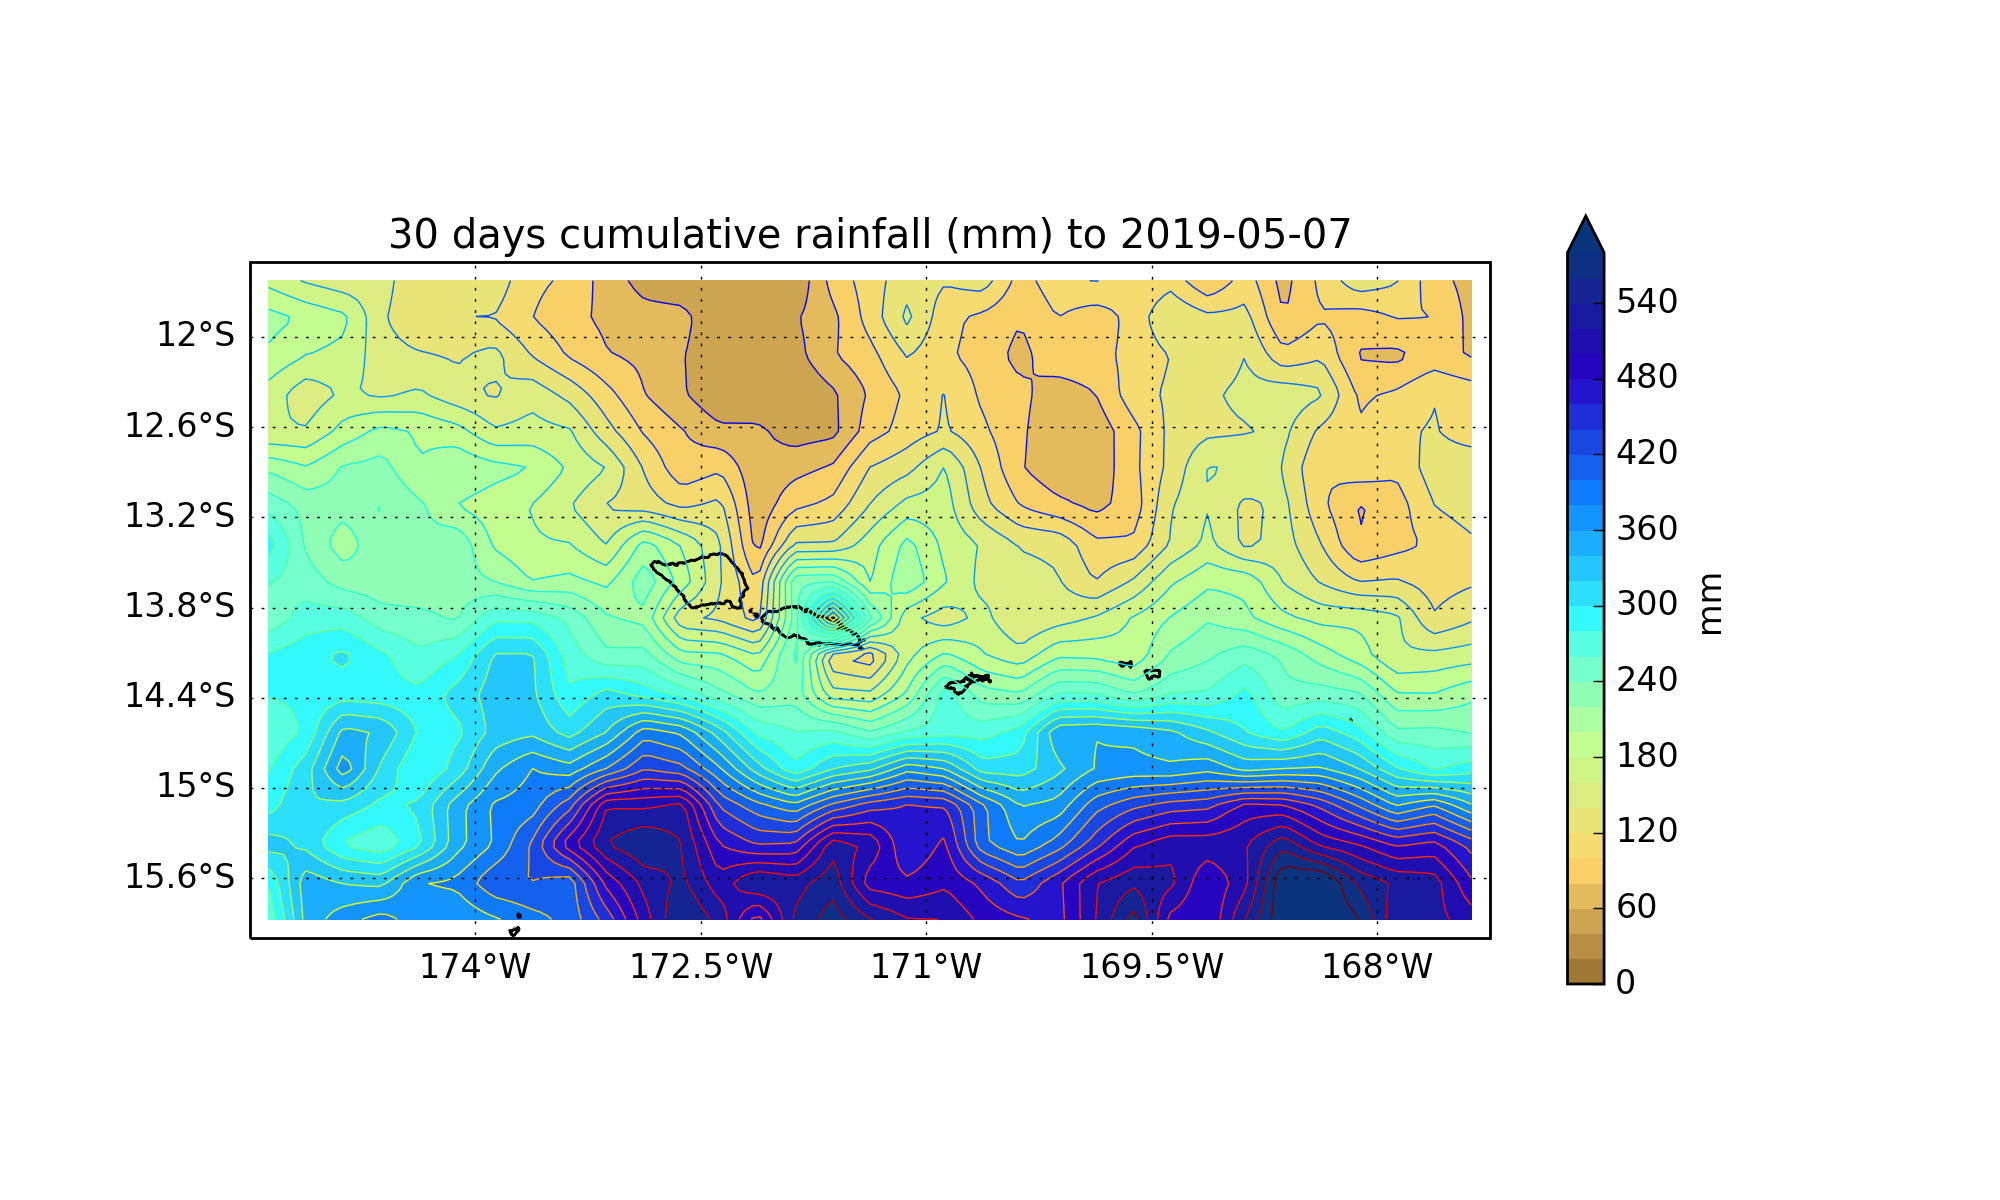 30 days cumulative rainfall (mm) to 2019-05-07
12°S
12.6°S
13.2°S
13.8°S
14.4°S
15°S
15.6°S
174°W
172.5°W
171°W
169.5°W
168°W
540
480
420
360
300
240
180
120
60
0
mm